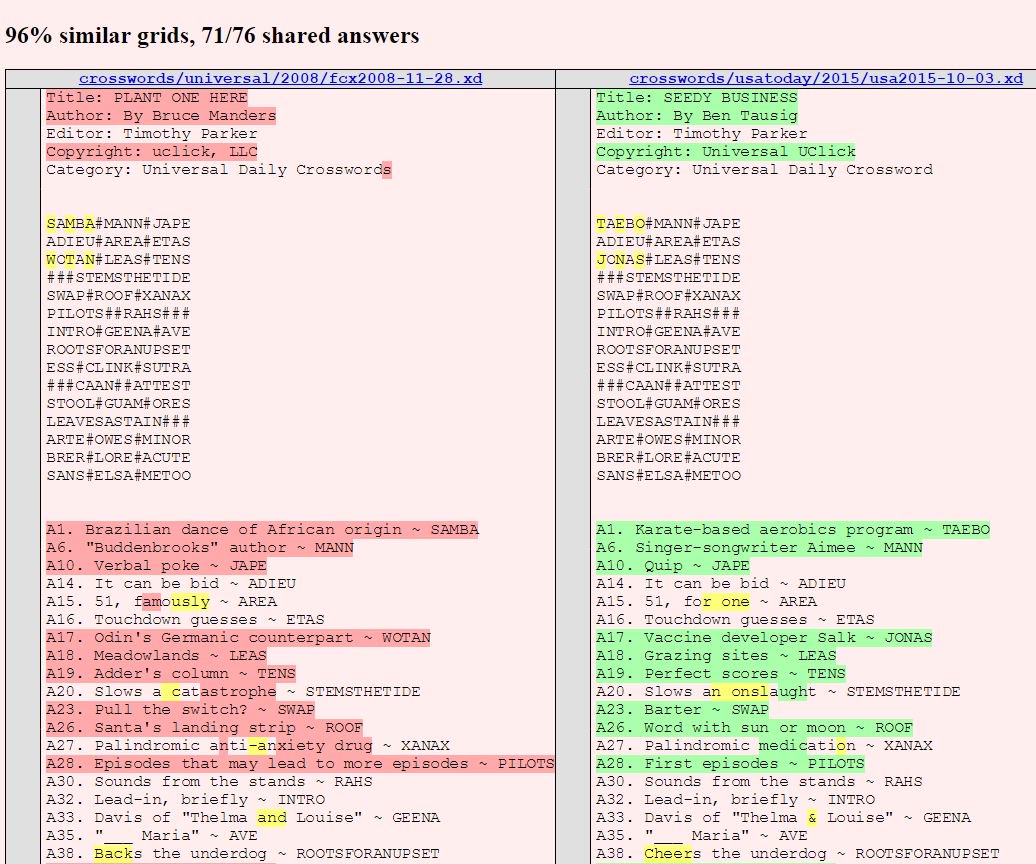 96% similar grids, 71/76 shared answers
crosswords/universal/2008/fcx2008-11-28.xd
Title: PLANT ONE HERE
Author: By Bruce Manders
Editor: Timothy Parker
Copyright: uclick, LLC
Category: Universal Daily Crosswords
SAMBA#MANN#JAPE
ADIEU#AREA#ETAS
WOTAN#LEAS#TENS
###STEMSTHETIDE
SWAP#ROOF#XANAX
PILOTS##RAHS###
INTRO#GEENA#AVE
ROOTSFORANUPSET
ESS#CLINK#SUTRA
###CAAN##ATTEST
STOOL#GUAM#ORES
LEAVESASTAIN###
ARTE#OWES#MINOR
BRER#LORE#ACUTE
SANS#ELSA#METOO
A1. Brazilian dance of African origin ~ SAMBA
A6. "Buddenbrooks" author ~ MANN
A10. Verbal poke ~ JAPE
A14. It can be bid ~ ADIEU
A15. 51, famously ~ AREA
A16. Touchdown guesses ~ ETAS
A17. Odin's Germanic counterpart ~ WOTAN
A18. Meadowlands ~ LEAS
A19. Adder's column ~ TENS
A20. Slows a catastrophe ~ STEMSTHETIDE
A23. Pull the switch? ~ SWAP
A26. Santa's landing strip ~ ROOF
A27. Palindromic anti-anxiety drug ~ XANAX
A28. Episodes that may lead to more episodes ~ PILOTS
A30. Sounds from the stands ~ RAHS
A32. Lead-in, briefly ~ INTRO
A33. Davis of "Thelma and Louise" ~ GEENA
A35. "___ Maria" ~ AVE
A38. Backs the underdog ~ ROOTSFORANUPSET
crosswords/usatoday/2015/usa2015-10-03.xd
Title: SEEDY BUSINESS
Author: By Ben Tausig
Editor: Timothy Parker
Copyright: Universal UClick
Category: Universal Daily Crossword
TAEBO#MANN#JAPE
ADIEU#AREA#ETAS
JONAS#LEAS#TENS
###STEMSTHETIDE
SWAP#ROOF#XANAX
PILOTS##RAHS###
INTRO#GEENA#AVE
ROOTSFORANUPSET
ESS#CLINK#SUTRA
###CAAN##ATTEST
STOOL#GUAM#ORES
LEAVESASTAIN###
ARTE#OWES#MINOR
BRER#LORE#ACUTE
SANS#ELSA#METOO
A1. Karate-based aerobics program ~ TAEBO
A6. Singer-songwriter Aimee ~ MANN
A10. Quip ~ JAPE
A14. It can be bid ~ ADIEU
A15. 51, for one ~ AREA
A16. Touchdown guesses ~ ETAS
A17. Vaccine developer Salk ~ JONAS
A18. Grazing sites ~ LEAS
A19. Perfect scores ~ TENS
A20. Slows an onslaught ~ STEMSTHETIDE
A23. Barter ~ SWAP
A26. Word with sun or moon ~ ROOF
A27. Palindromic medication ~ XANAX
A28. First episodes ~ PILOTS
A30. Sounds from the stands ~ RAHS
A32. Lead-in, briefly ~ INTRO
A33. Davis of "Thelma & Louise" ~ GEENA
A35. "___ Maria" ~ AVE
A38. Cheers the underdog ~ ROOTSFORANUPSET